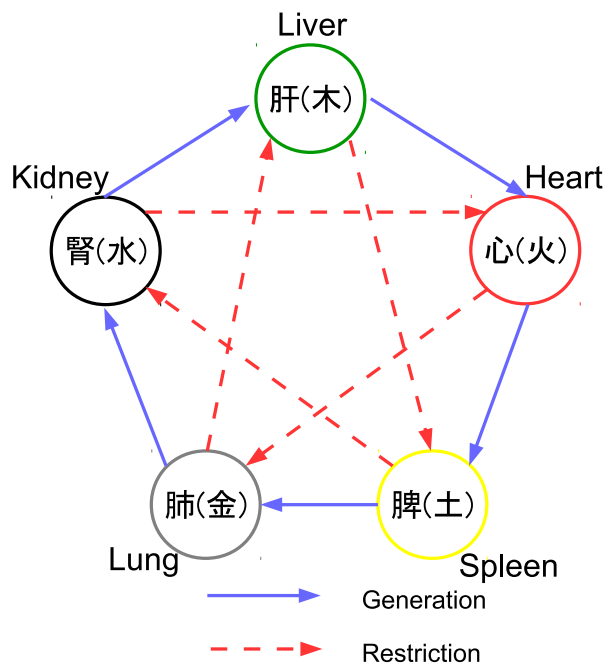 Liver
肝(木)
Kidney
Heart
腎(水)
心(火)
肺(金)
脾(土)
Lung
Spleen
Generation
Restriction